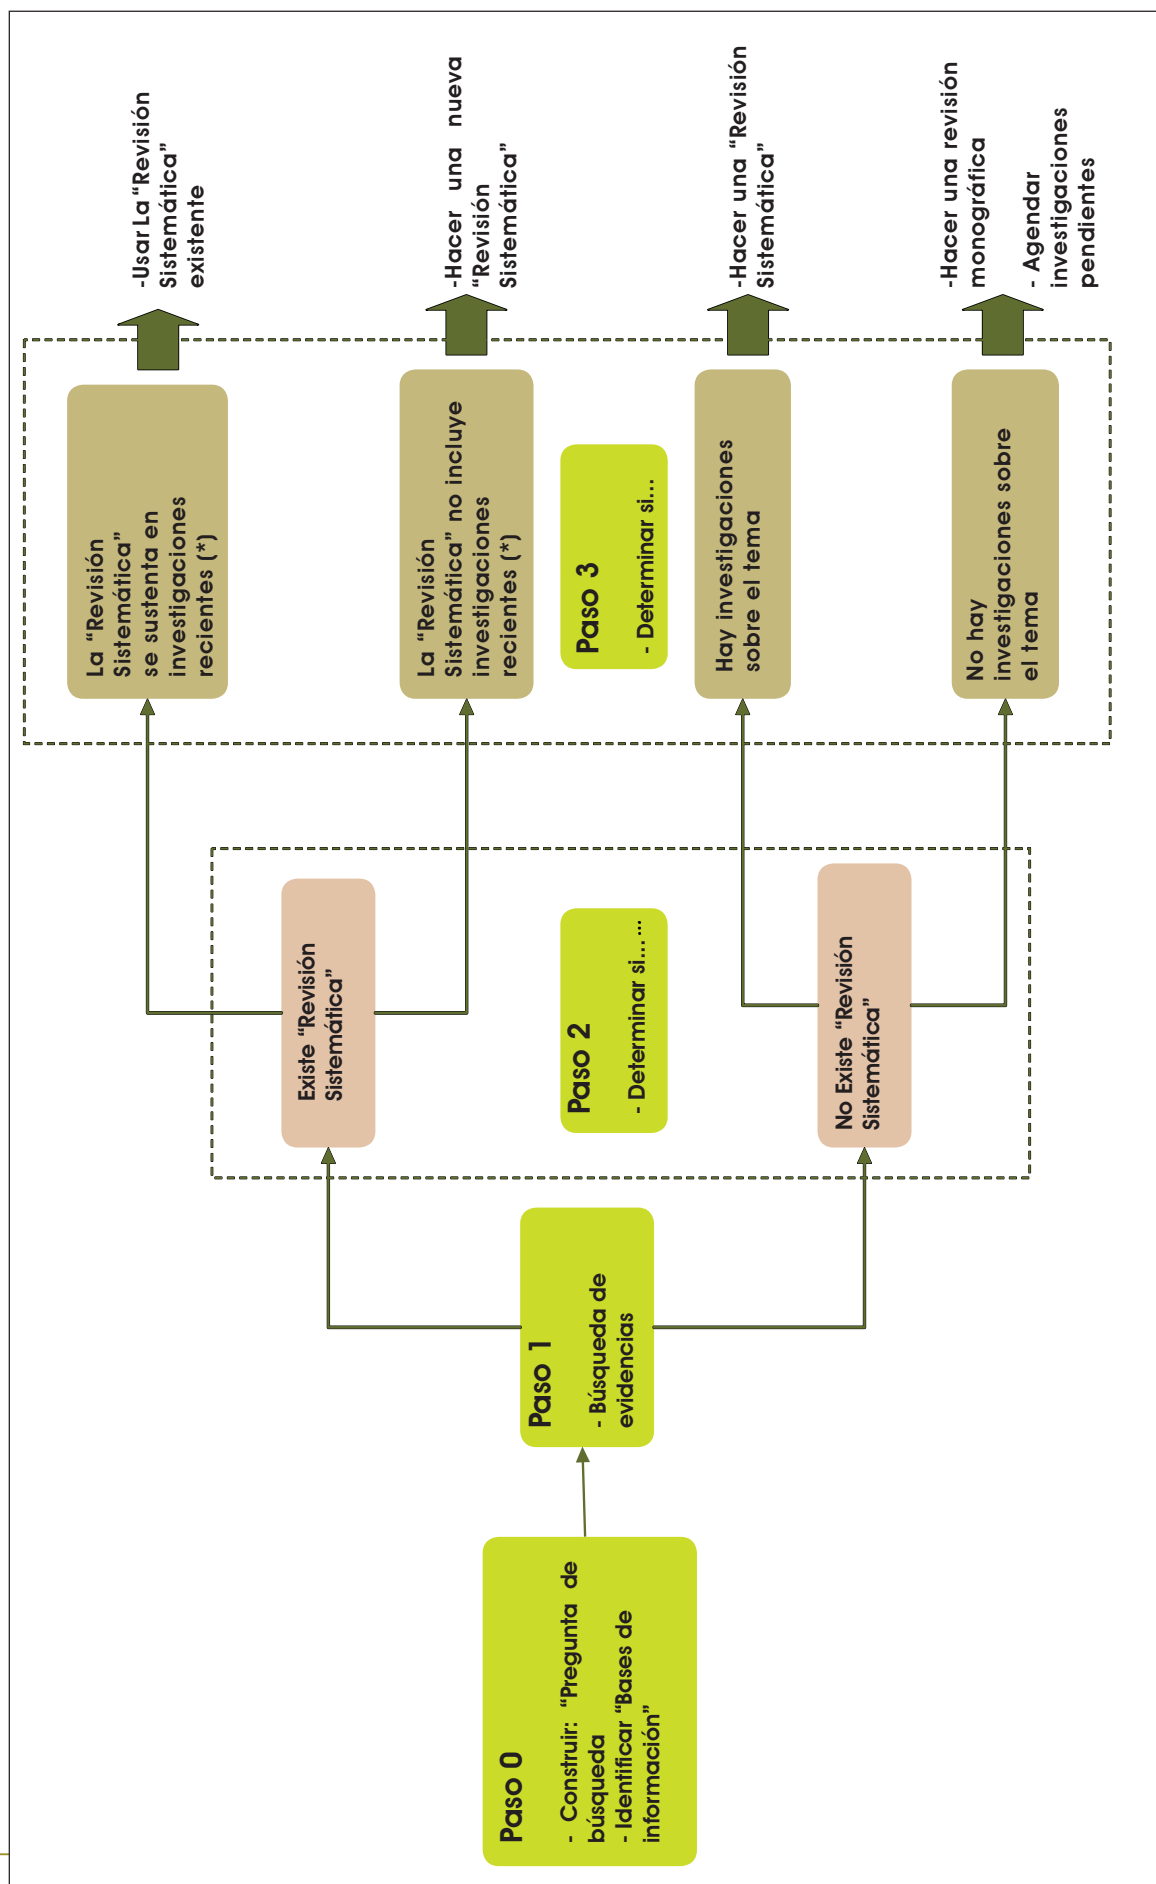 Paso 0
- Construir: “Pregunta de
búsqueda
- Identificar “Bases de
información”
Paso 1
- Búsqueda de
evidencias
Existe “Revisión
Sistemática”
Paso 2
- Determinar si... ...
No Existe “Revisión
Sistemática”
La “Revisión
Sistemática”
se sustenta en
investigaciones
recientes (*)
La “Revisión
Sistemática” no incluye
investigaciones
recientes (*)
Paso 3
- Determinar si...
Hay investigaciones
sobre el tema
No hay
investigaciones sobre
el tema
-Usar La “Revisión
Sistemática”
existente
-Hacer una nueva
“Revisión
Sistemática”
-Hacer una “Revisión
Sistemática”
-Hacer una revisión
monográfica
- Agendar
investigaciones
pendientes